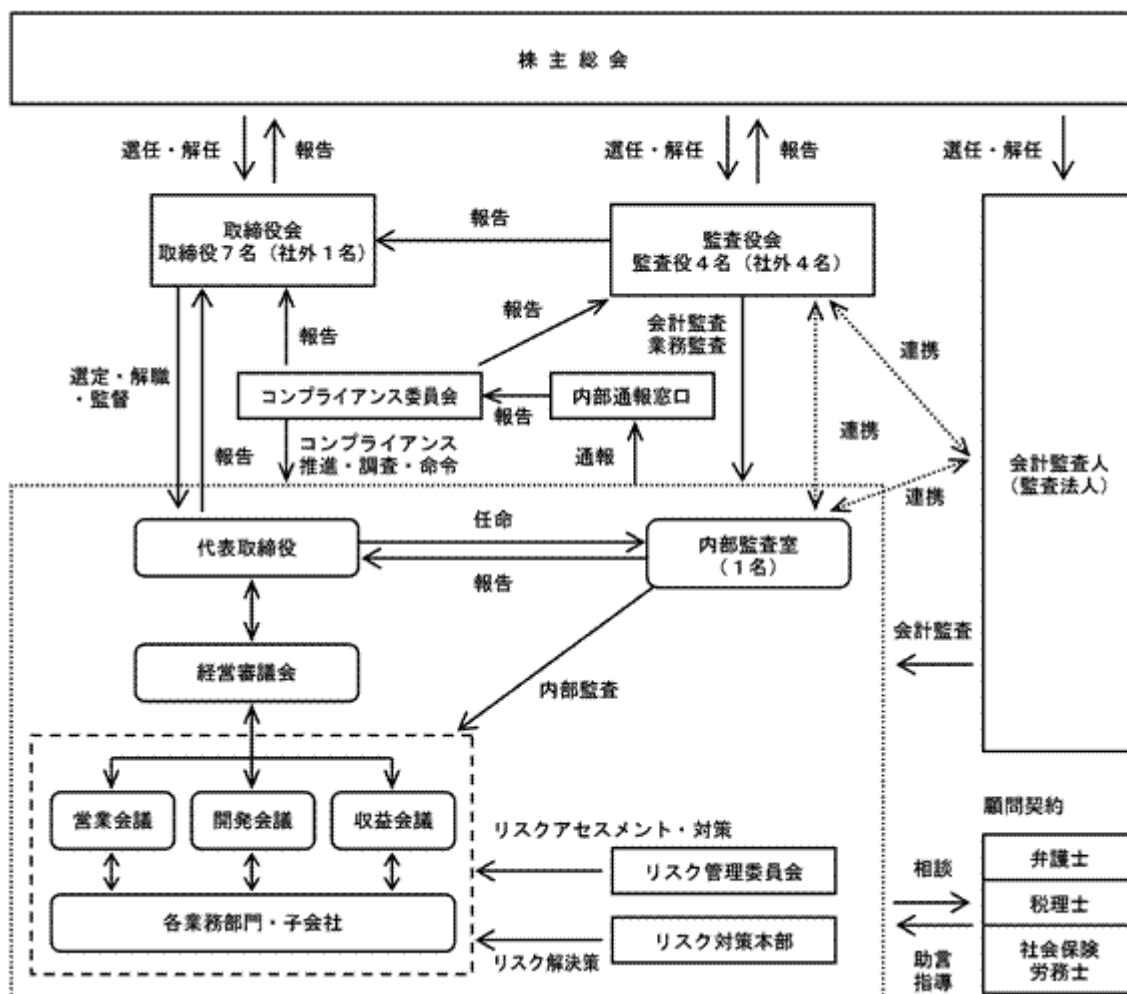 株主総会
選任・解任
報告
選任・解任
報告
選任・解任
取締役会
取締役7名（社外1名）
報告
監査役会
監査役4名（社外4名）
報告
報告
会計監査
業務監査
連携
選定・解職
・監督
コンプライアンス委員会
報告
内部通報窓口
報告
コンプライアンス
推進・調査・命令
通報
連携
連携
会計監査人
（監査法人）
代表取締役
任命
報告
内部監査室
（1名）
会計監査
経営審議会
内部監査
営業会議
開発会議
収益会議
リスクアセスメント・対策
リスク管理委員会
各業務部門・子会社
リスク対策本部
リスク解決策
顧問契約
相談
弁護士
税理士
社会保険
労務士
助言
指導